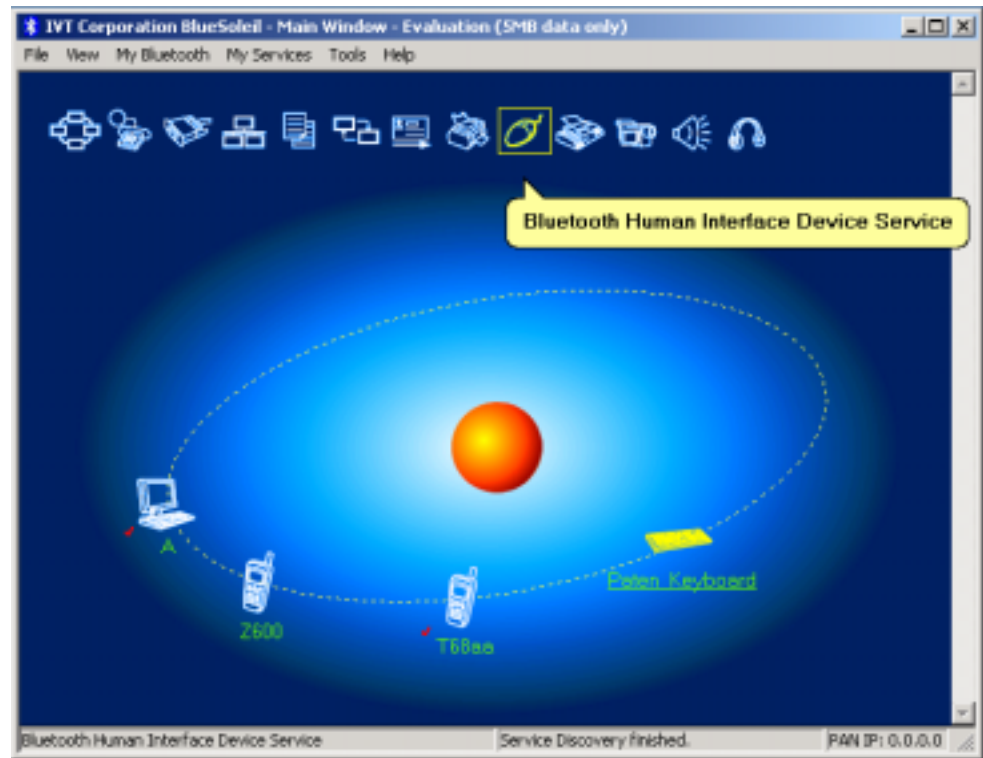 IVT Corporation BlueSoleil - Main Window - Evaluation (5MB data only)
File View My Bluetooth My Services Tools Help
Bluetooth Human Interface Device Service
A
Paten Keyboard
Z600
T68aa
Bluetooth Human Interface Device Service Service Discovery finished. PAN IP: 0.0.0.0